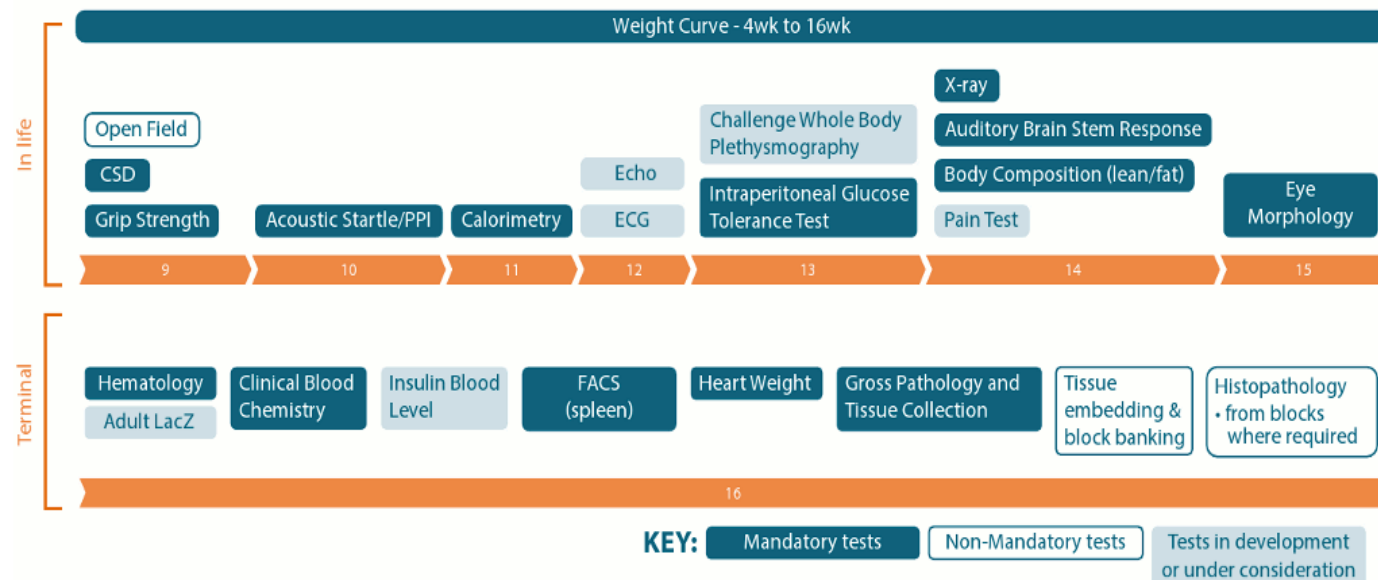 Weight Curve - 4wk to 16wk
In life
Open Field
CSD
Grip Strength
Acoustic Startle/PPI
Calorimetry
Echo
ECG
Challenge Whole Body
Plethysmography
Intraperitoneal Glucose
Tolerance Test
X-ray
Auditory Brain Stem Response
Body Composition (lean/fat)
Pain Test
Eye
Morphology
9
10
11
12
13
14
15
Terminal
Hematology
Adult LacZ
Clinical Blood
Chemistry
Insulin Blood
Level
FACS
(spleen)
Heart Weight
Gross Pathology and
Tissue Collection
Tissue
embedding &
block banking
Histopathology
• from blocks
where required
16
KEY:
Mandatory tests
Non-Mandatory tests
Tests in development
or under consideration